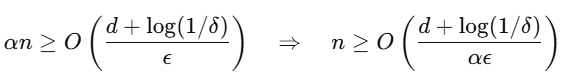 αn ≥ O ( (d + log(1/δ)) / ϵ ) ⇒ n ≥ O ( (d + log(1/δ)) / αϵ )